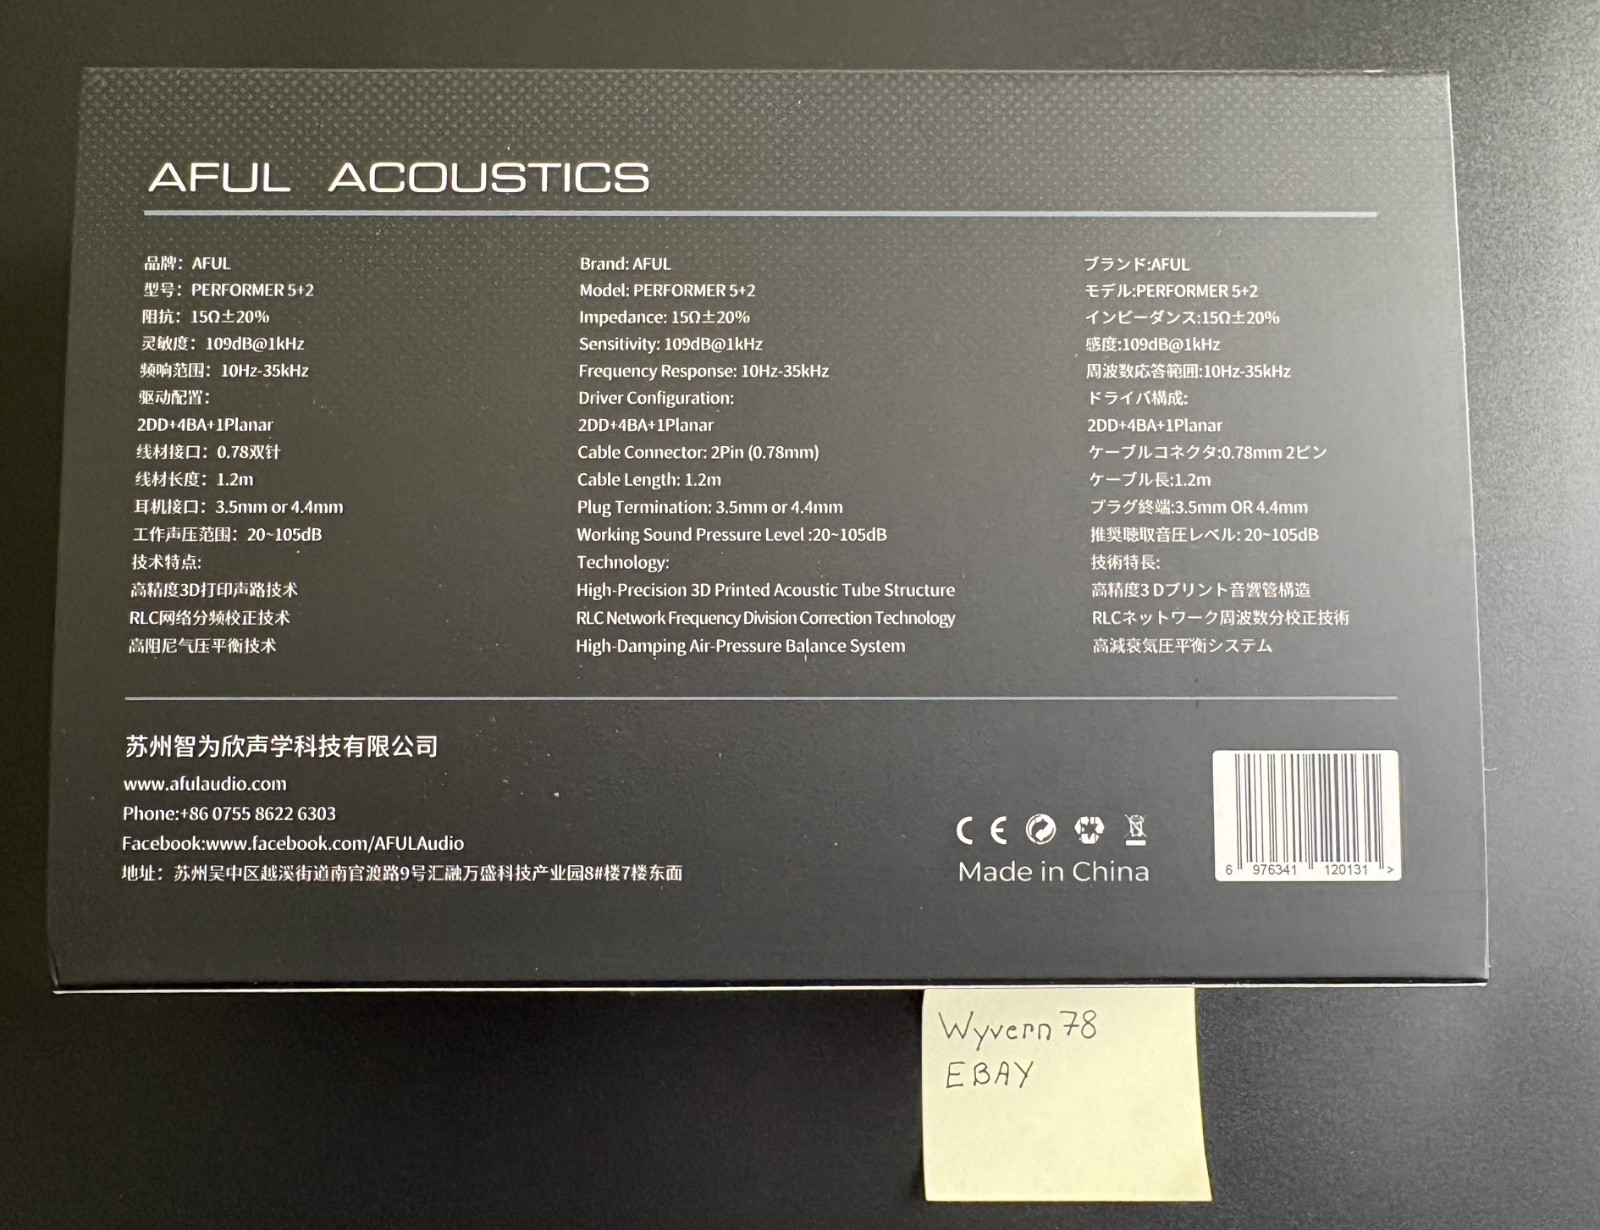 AFUL ACOUSTICS
品牌：AFUL
型号：PERFORMER 5+2
阻抗：15Ω±20%
灵敏度：109dB@1kHz
频响范围：10Hz-35kHz
驱动配置：
2DD+4BA+1Planar
线材接口：0.78双针
线材长度：1.2m
耳机接口：3.5mm or 4.4mm
工作声压范围：20~105dB
技术特点:
高精度3D打印声路技术
RLC网络分频校正技术
高阻尼气压平衡技术
Brand: AFUL
Model: PERFORMER 5+2
Impedance: 15Ω±20%
Sensitivity: 109dB@1kHz
Frequency Response: 10Hz-35kHz
Driver Configuration:
2DD+4BA+1Planar
Cable Connector: 2Pin (0.78mm)
Cable Length: 1.2m
Plug Termination: 3.5mm or 4.4mm
Working Sound Pressure Level :20~105dB
Technology:
High-Precision 3D Printed Acoustic Tube Structure
RLC Network Frequency Division Correction Technology
High-Damping Air-Pressure Balance System
ブランド:AFUL
モデル:PERFORMER 5+2
インピーダンス:15Ω±20%
感度:109dB@1kHz
周波数応答範囲:10Hz-35kHz
ドライバ構成:
2DD+4BA+1Planar
ケーブルコネクタ:0.78mm 2ピン
ケーブル長:1.2m
プラグ終端:3.5mm OR 4.4mm
推奨聴取音圧レベル: 20~105dB
技術特長:
高精度3 Dプリント音響管構造
RLCネットワーク周波数分校正技術
高減衰気圧平衡システム
苏州智为欣声学科技有限公司
www.afulaudio.com
Phone:+86 0755 8622 6303
Facebook:www.facebook.com/AFULAudio
地址：苏州吴中区越溪街道南官渡路9号汇融万盛科技产业园8#楼7楼东面
CE
Made in China
6 976341 120131 >
Wyvern78
EBAY